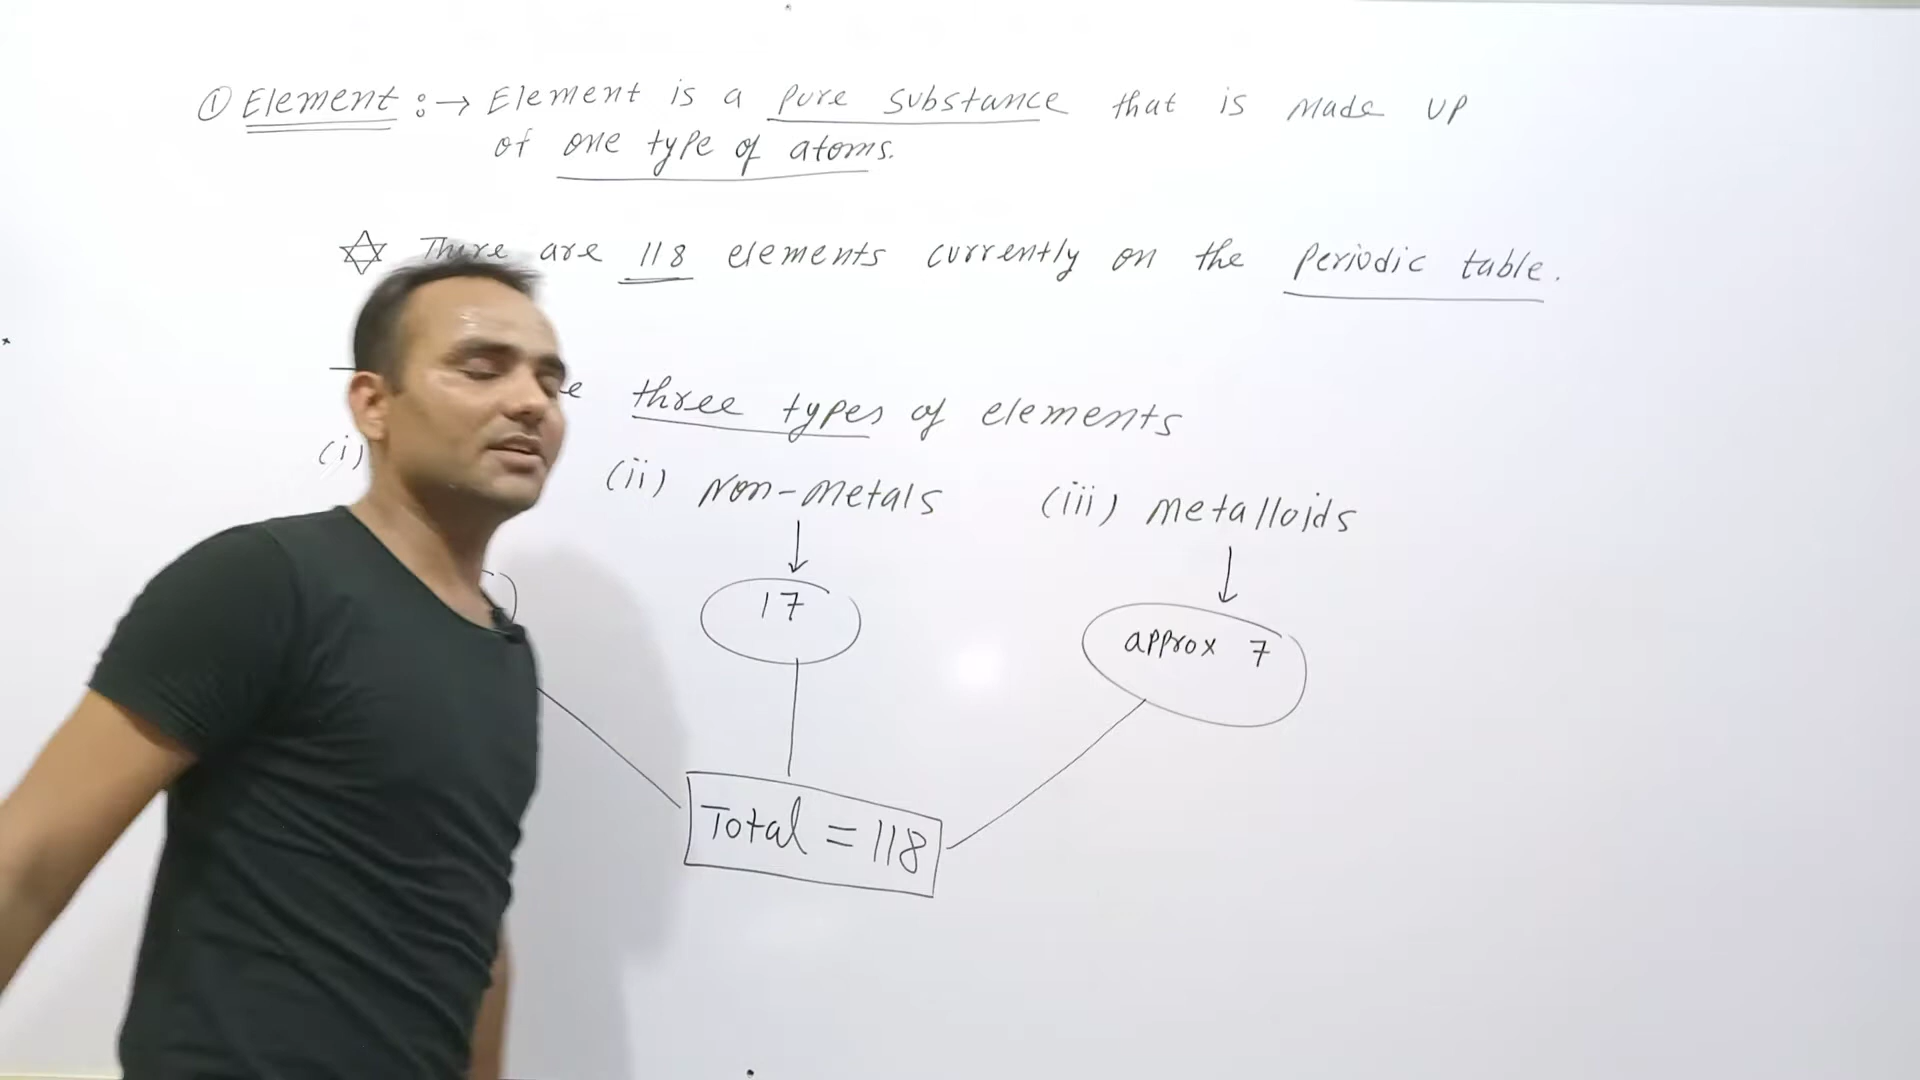 ① Element :→ Element is a pure substance that is made up
of one type of atoms.
There are 118 elements currently on the periodic table.
three types of elements
(i) (ii) Non-metals (iii) metalloids
17 approx 7
Total = 118